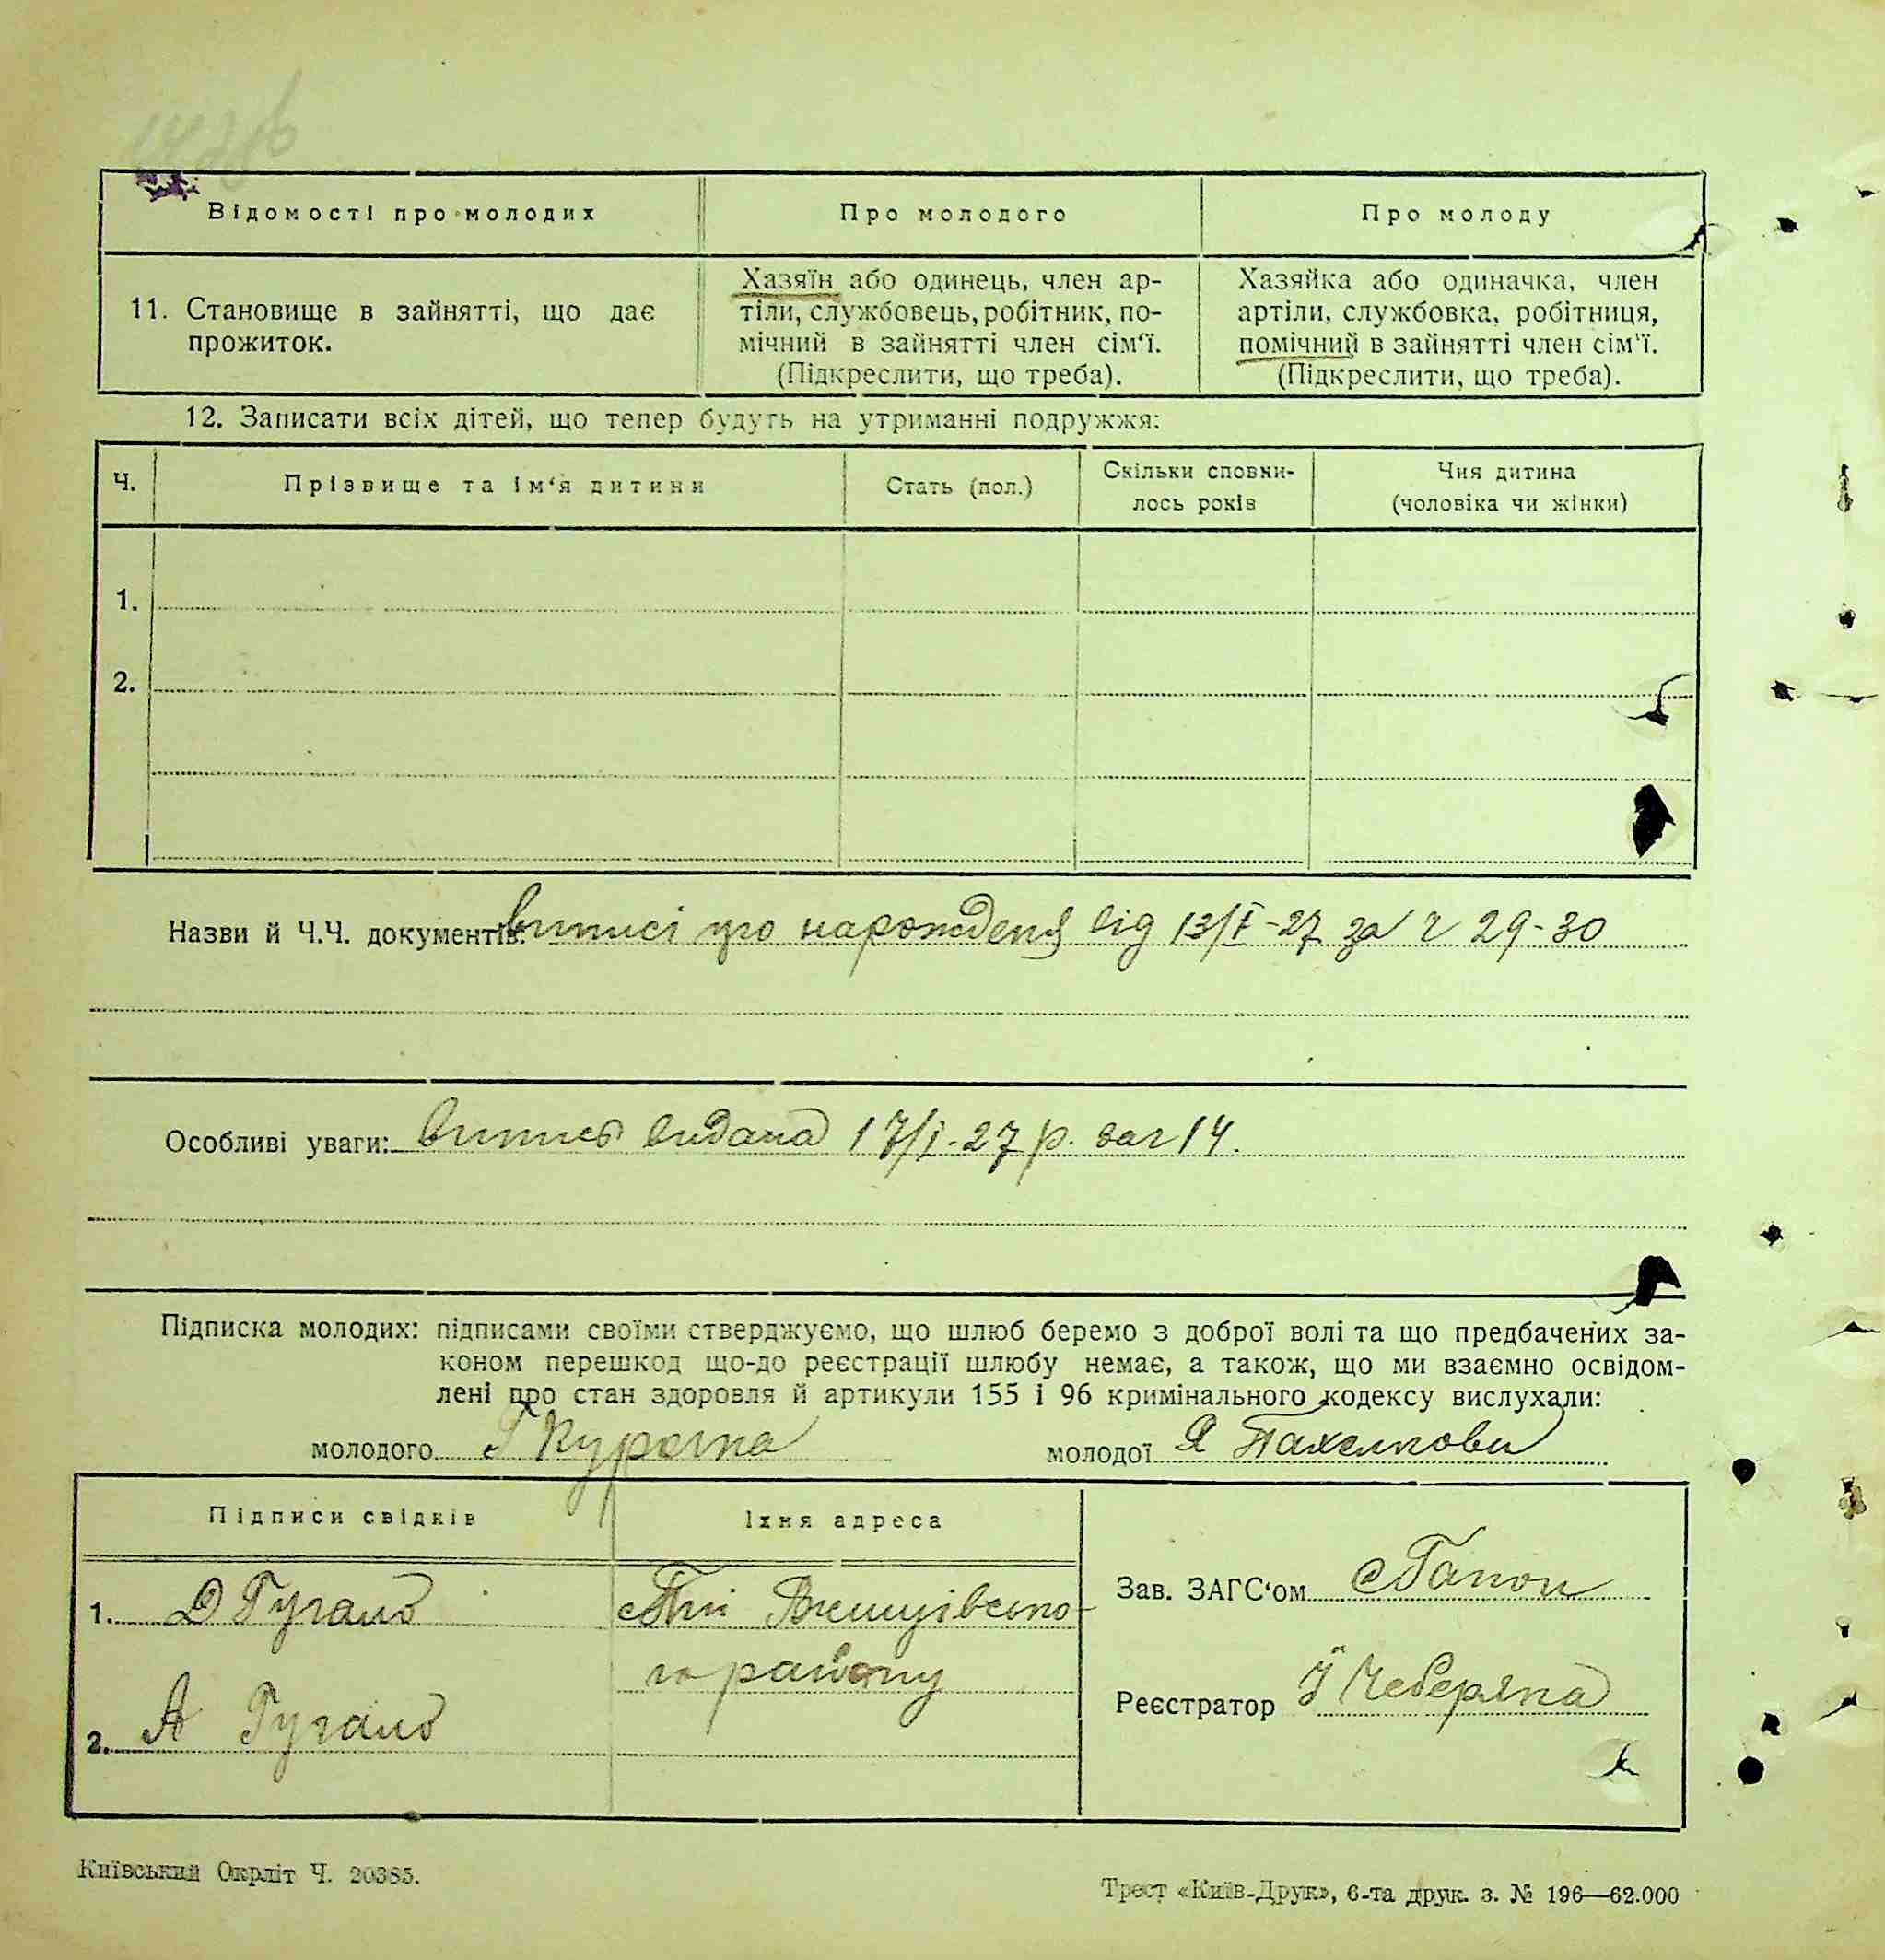 Відомості про молодих Про молодого Про молоду
11. Становище в зайнятті, що дає
прожиток.
Хазяїн або одинець, член ар-
тіли, службовець, робітник, по-
мічний в зайнятті член сім'ї.
(Підкреслити, що треба).
Хазяйка або одиначка, член
артіли, службовка, робітниця,
помічний в зайнятті член сім'ї.
(Підкреслити, що треба).
12. Записати всіх дітей, що тепер будуть на утриманні подружжя:
Ч. Прізвище та ім'я дитини Стать (пол.)
Скільки сповни-
лось років
Чия дитина
(чоловіка чи жінки)
1.
2.
Назви й Ч.Ч. документів: виписі про нарождення від 13/I-27 за ч 29-30
Особливі уваги: випись видана 17/I-27 р. за ч 14.
Підписка молодих: підписами своїми стверджуємо, що шлюб беремо з доброї волі та що предбачених за-
коном перешкод що-до реєстрації шлюбу немає, а також, що ми взаємно освідом-
лені про стан здоровля й артикули 155 і 96 кримінального кодексу вислухали:
молодого молодої
Підписи свідків Їхня адреса
1. Д Гугало
района
2. А Гугало
Зав. ЗАГС'ом
Реєстратор Ї Чеберяка
Київський Окрліт Ч. 20385.
Трест «Київ-Друк», 6-та друк. з. № 196—62.000